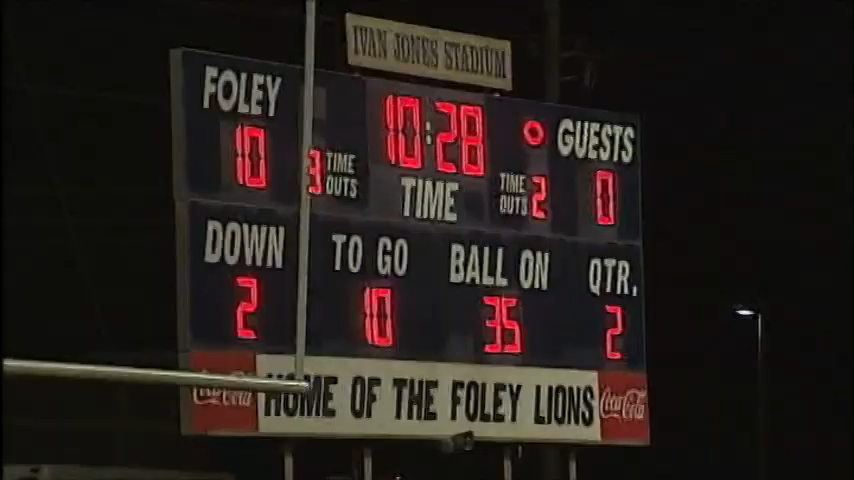 IVAN JONES STADIUM
FOLEY 10:28 GUESTS
10 3 TIME OUTS TIME TIME OUTS 2 0
DOWN TO GO BALL ON QTR.
2 10 35 2
Coca-Cola HOME OF THE FOLEY LIONS Coca-Cola